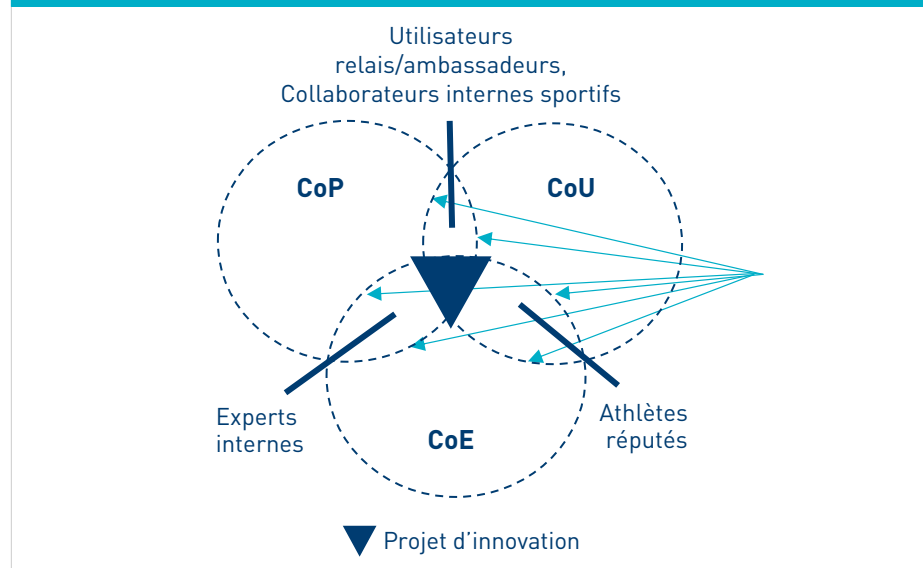 Utilisateurs
relais/ambassadeurs,
Collaborateurs internes sportifs
CoP
CoU
Experts
internes
Athlètes
réputés
CoE
Projet d’innovation